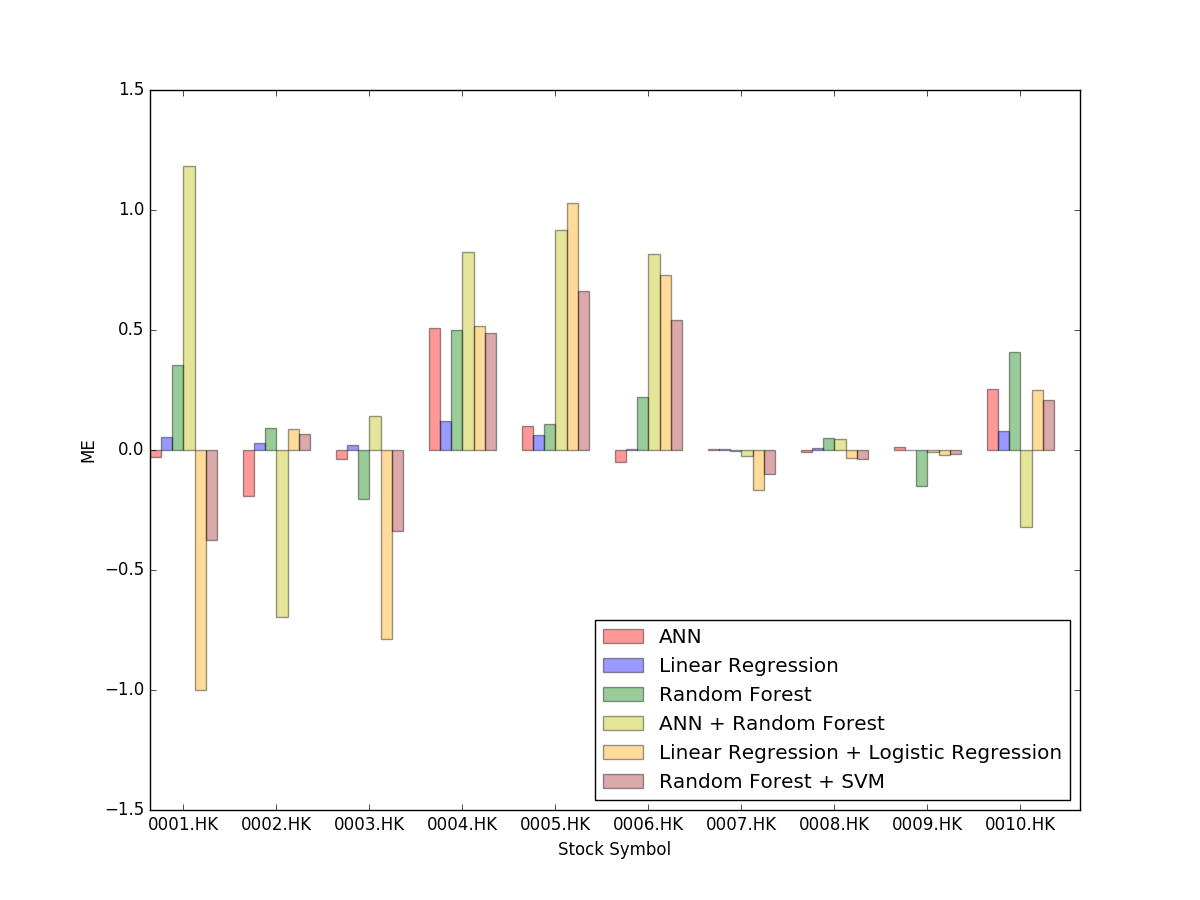 1.5
1.0
0.5
0.0
−0.5
−1.0
−1.5
ME
0001.HK 0002.HK 0003.HK 0004.HK 0005.HK 0006.HK 0007.HK 0008.HK 0009.HK 0010.HK
Stock Symbol
ANN
Linear Regression
Random Forest
ANN + Random Forest
Linear Regression + Logistic Regression
Random Forest + SVM